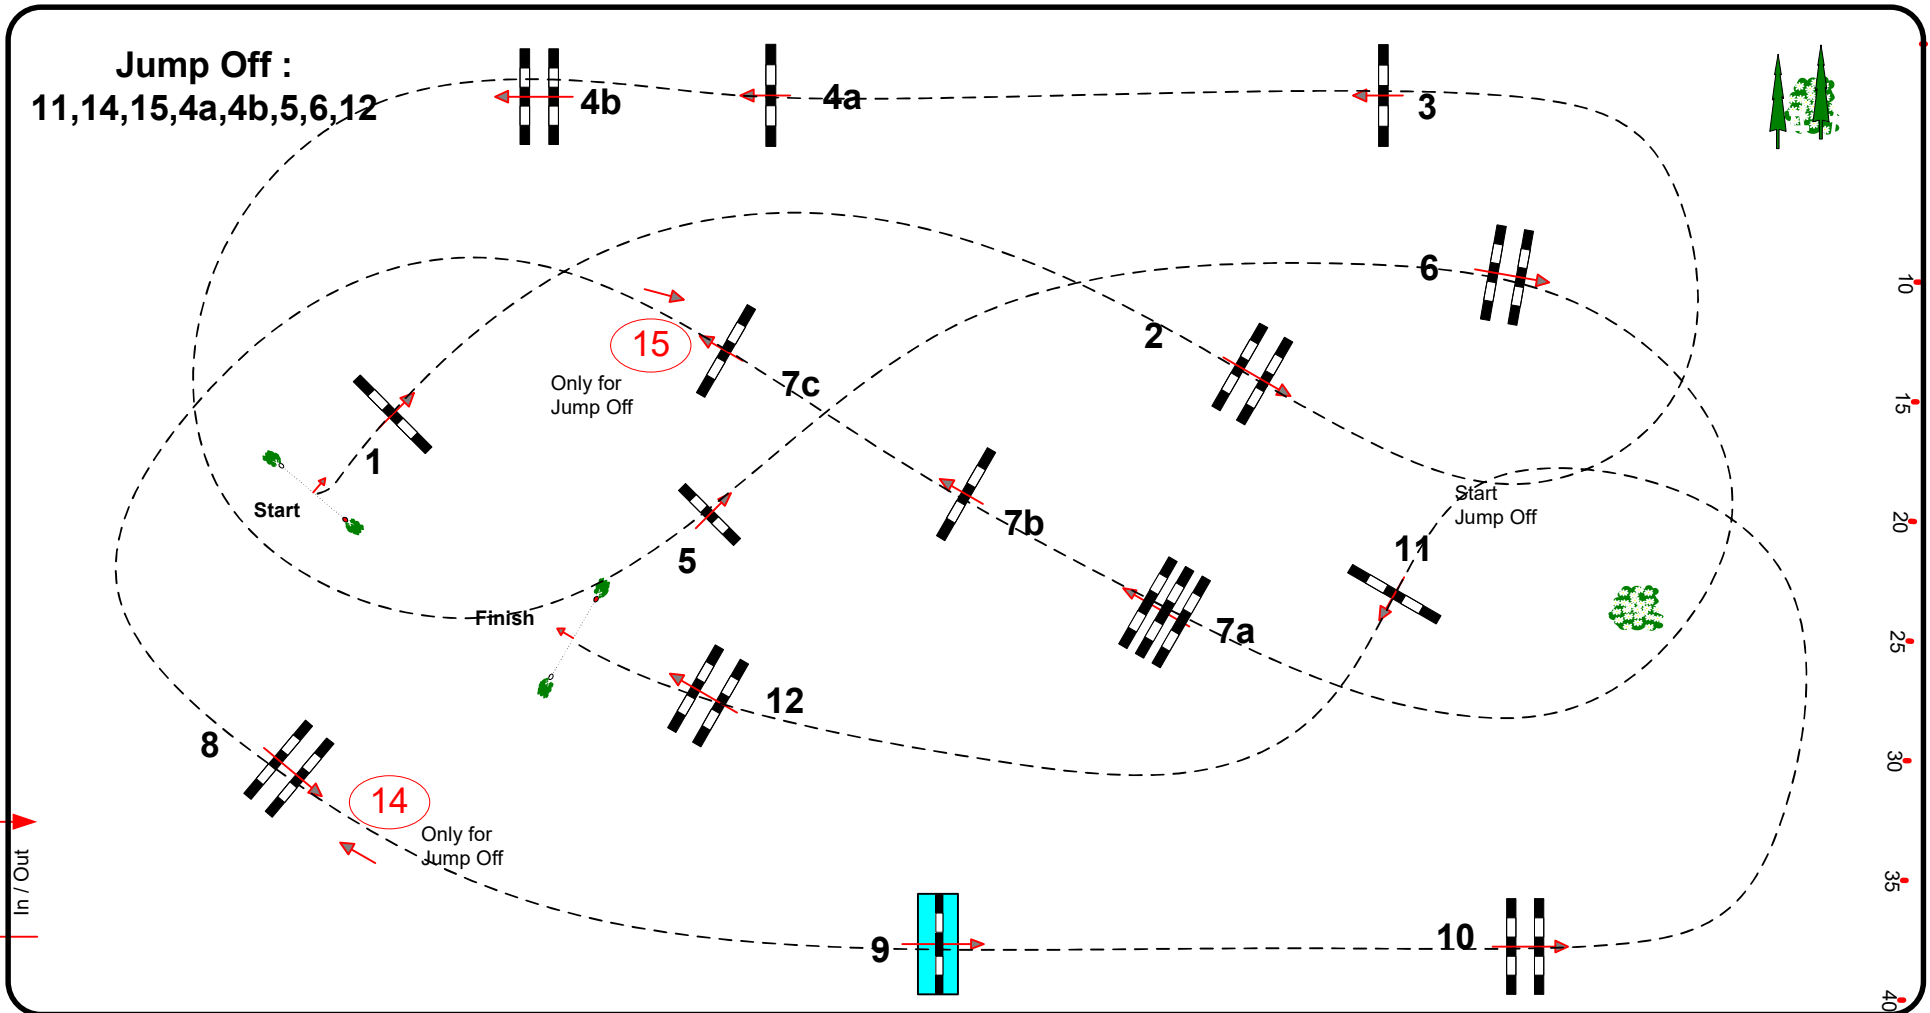 Jump Off :
11,14,15,4a,4b,5,6,12
4b
4a
3
6
10
2
15
Only for
Jump Off
7c
15
1
Start
Start
Jump Off
7b
20
11
5
Finish
7a
25
12
8
30
14
Only for
Jump Off
In / Out
35
9
10
40